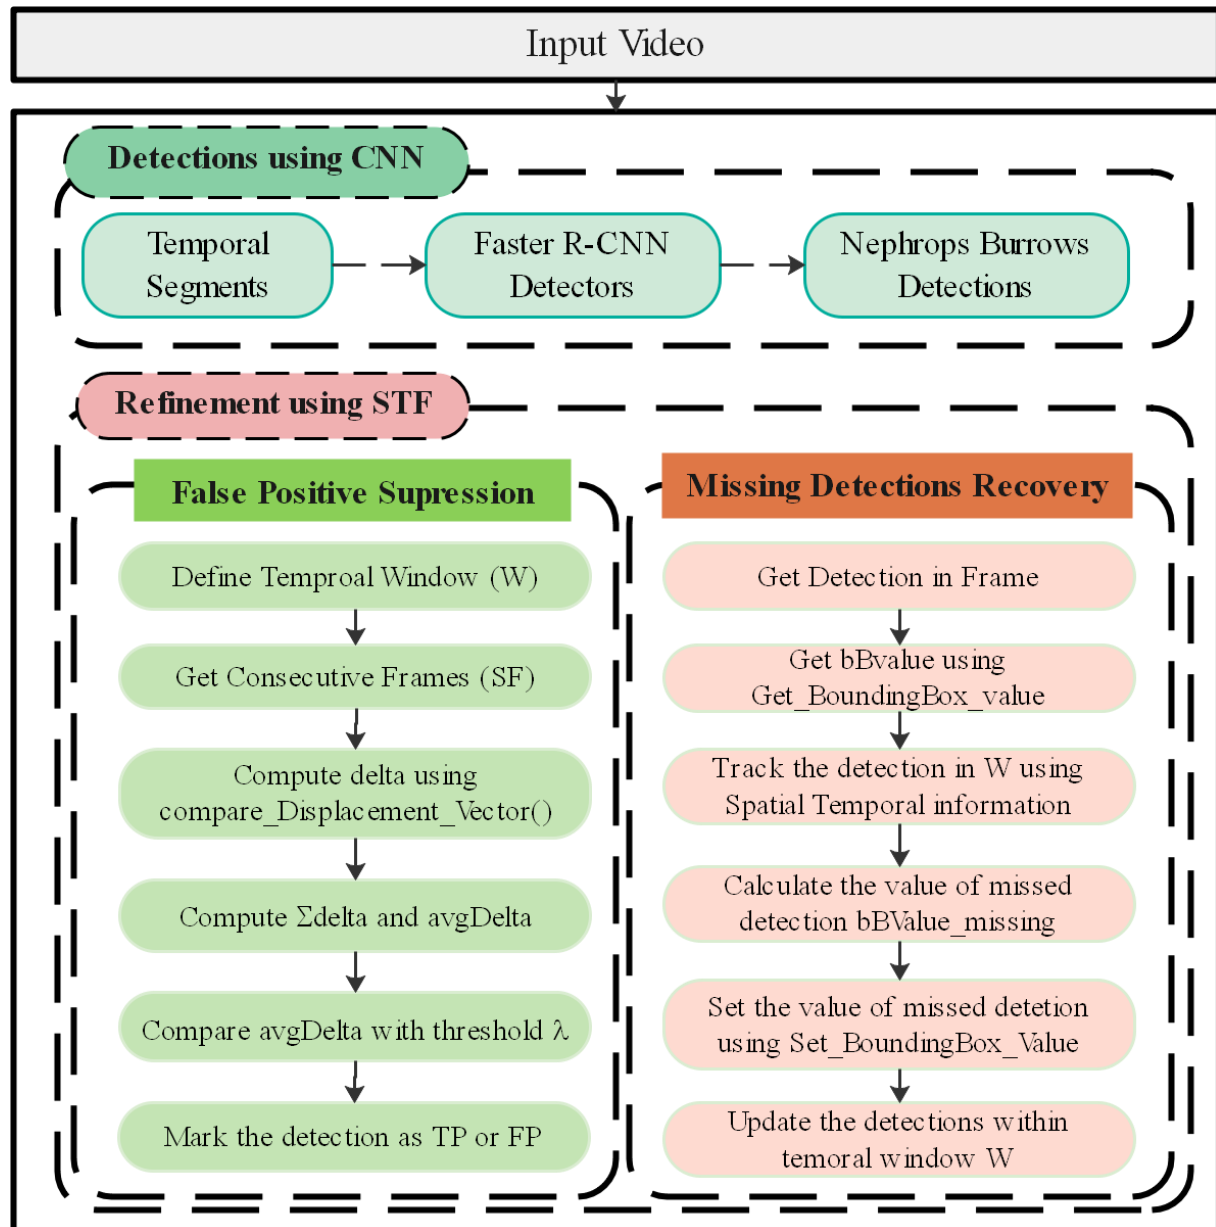 Input Video
Detections using CNN
Temporal
Segments
Faster R-CNN
Detectors
Nephrops Burrows
Detections
Refinement using STF
False Positive Supression
Define Temproal Window (W)
Get Consecutive Frames (SF)
Compute delta using
compare_Displacement_Vector()
Compute Σdelta and avgDelta
Compare avgDelta with threshold λ
Mark the detection as TP or FP
Missing Detections Recovery
Get Detection in Frame
Get bBvalue using
Get_BoundingBox_value
Track the detection in W using
Spatial Temporal information
Calculate the value of missed
detection bBValue_missing
Set the value of missed detetion
using Set_BoundingBox_Value
Update the detections within
temoral window W